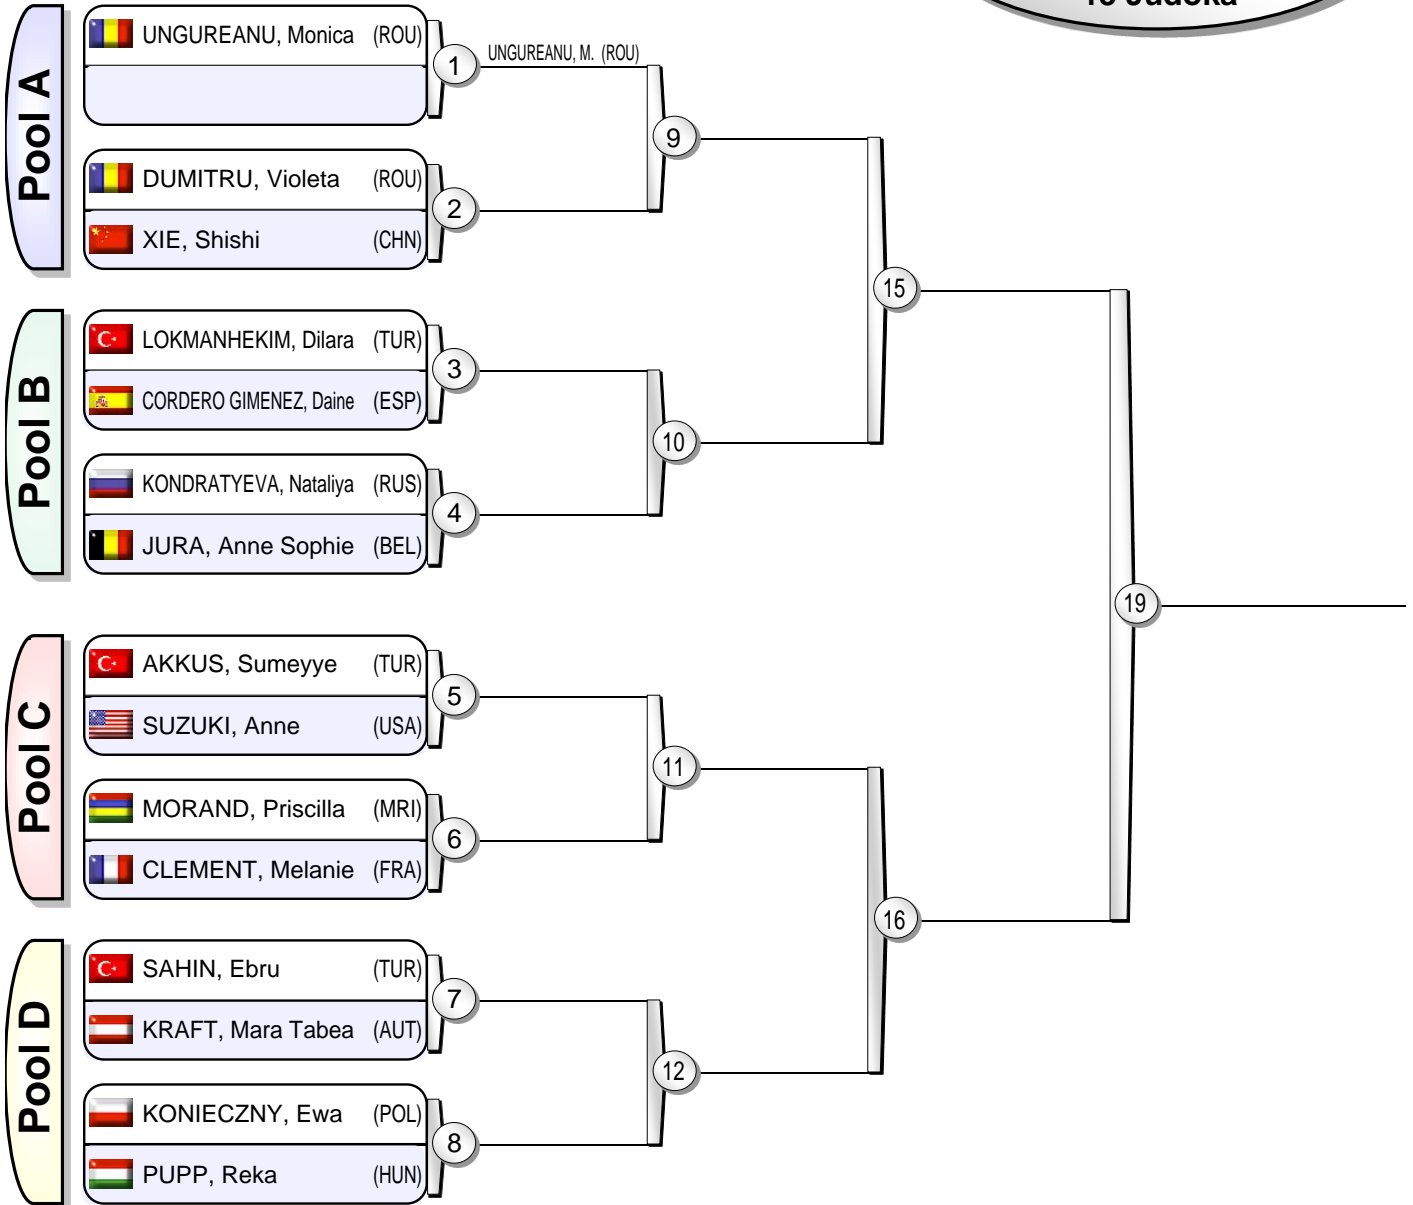 Pool A
UNGUREANU, Monica (ROU)
1
UNGUREANU, M. (ROU)
DUMITRU, Violeta (ROU)
2
XIE, Shishi (CHN)
9
Pool B
LOKMANHEKIM, Dilara (TUR)
3
CORDERO GIMENEZ, Daine (ESP)
KONDRATYEVA, Nataliya (RUS)
4
JURA, Anne Sophie (BEL)
10
15
Pool C
AKKUS, Sumeyye (TUR)
5
SUZUKI, Anne (USA)
MORAND, Priscilla (MRI)
6
CLEMENT, Melanie (FRA)
11
Pool D
SAHIN, Ebru (TUR)
7
KRAFT, Mara Tabea (AUT)
KONIECZNY, Ewa (POL)
8
PUPP, Reka (HUN)
12
16
19